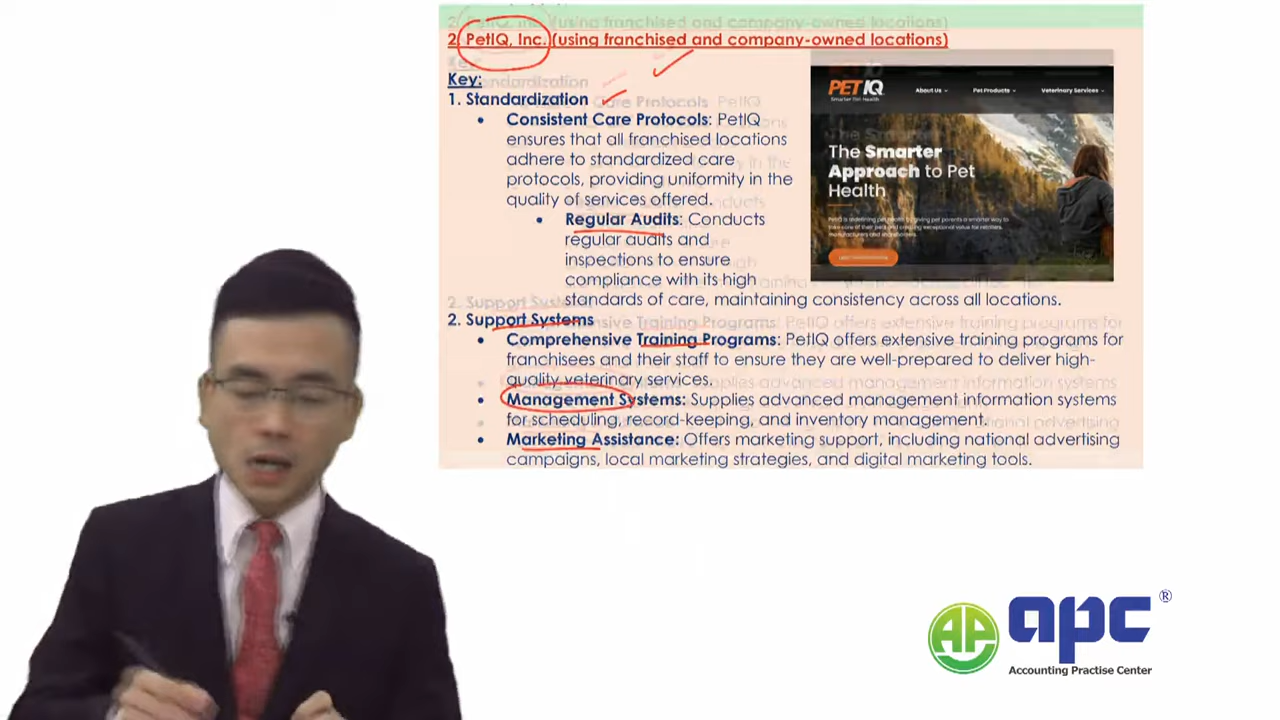 2. PetIQ, Inc. (using franchised and company-owned locations)
Key:
1. Standardization
• Consistent Care Protocols: PetIQ
ensures that all franchised locations
adhere to standardized care
protocols, providing uniformity in the
quality of services offered.
• Regular Audits: Conducts
regular audits and
inspections to ensure
compliance with its high
standards of care, maintaining consistency across all locations.
2. Support Systems
• Comprehensive Training Programs: PetIQ offers extensive training programs for
franchisees and their staff to ensure they are well-prepared to deliver high-
quality veterinary services.
• Management Systems: Supplies advanced management information systems
for scheduling, record-keeping, and inventory management.
• Marketing Assistance: Offers marketing support, including national advertising
campaigns, local marketing strategies, and digital marketing tools.
PET IQ
Smarter Pet Health
About Us
Pet Products
Veterinary Services
The Smarter
Approach to Pet
Health
AP
apc®
Accounting Practise Center